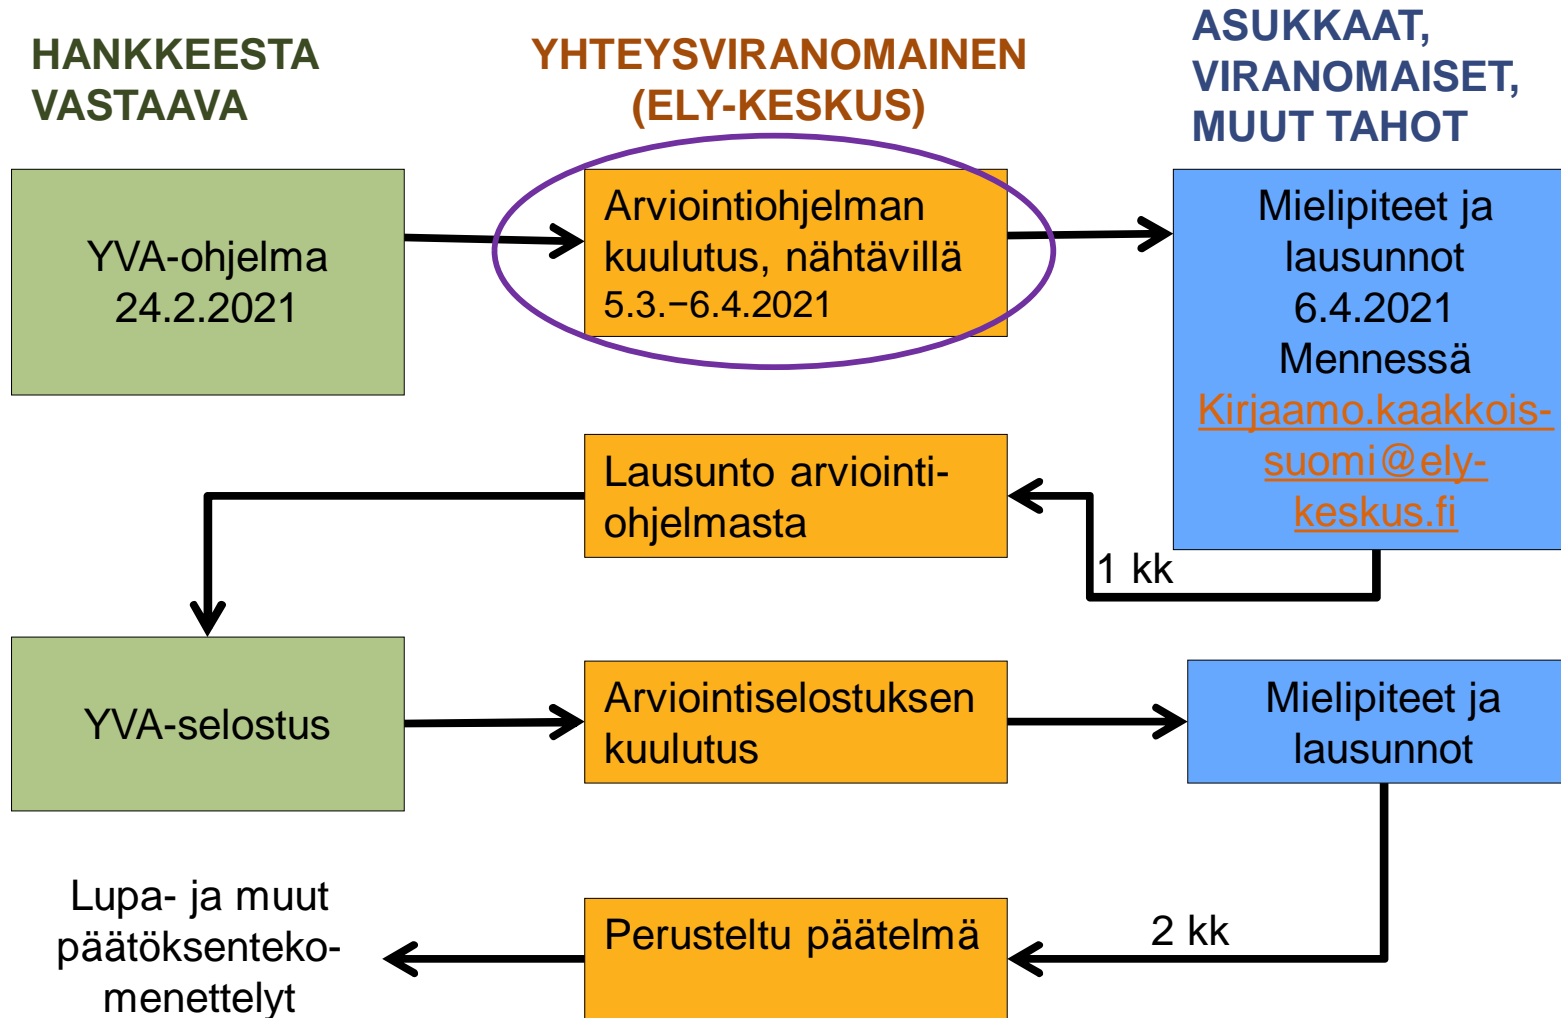 HANKKEESTA
VASTAAVA
YHTEYSVIRANOMAINEN
(ELY-KESKUS)
ASUKKAAT,
VIRANOMAISET,
MUUT TAHOT
YVA-ohjelma
24.2.2021
Arviointiohjelman
kuulutus, nähtävillä
5.3.–6.4.2021
Mielipiteet ja
lausunnot
6.4.2021
Mennessä
Kirjaamo.kaakkois-
suomi@ely-
keskus.fi
Lausunto arviointi-
ohjelmasta
1 kk
YVA-selostus
Arviointiselostuksen
kuulutus
Mielipiteet ja
lausunnot
Lupa- ja muut
päätöksenteko-
menettelyt
Perusteltu päätelmä
2 kk